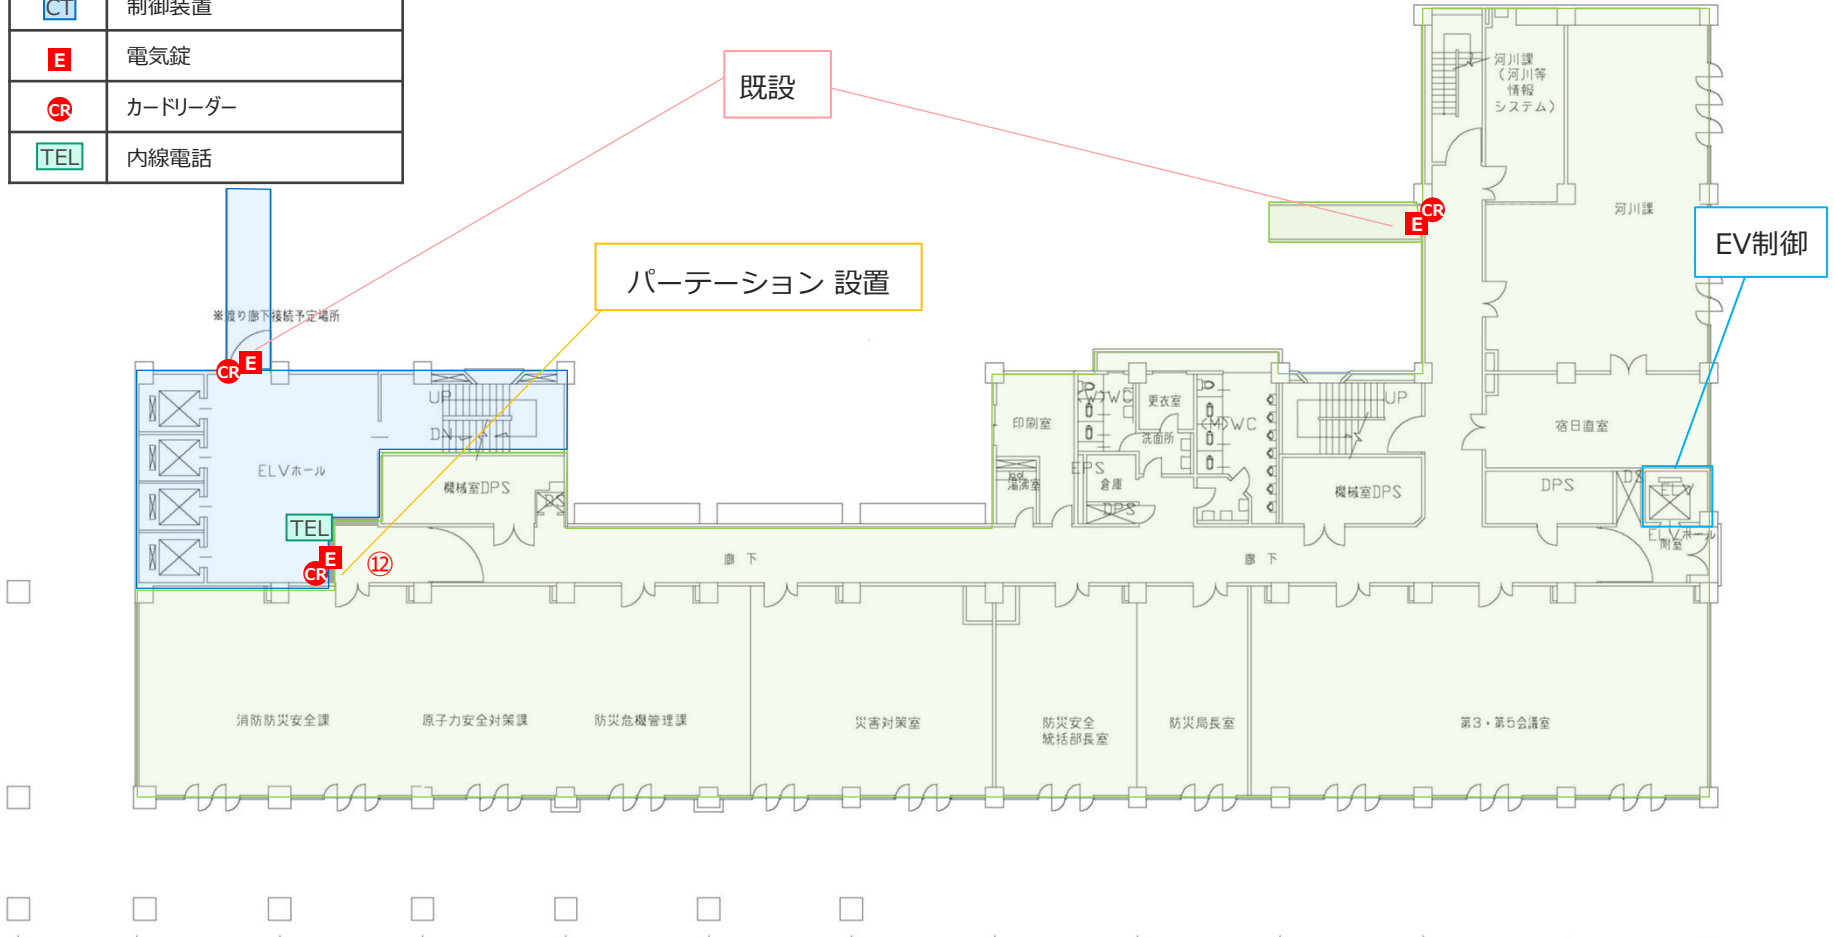 CT 制御装置
E 電気錠
CR カードリーダー
TEL 内線電話
既設
パーテーション 設置
EV制御
※渡り廊下接続予定場所
CR
E
E
CR
河川課
(河川等
情報
システム)
河川課
UP
DN
ELVホール
機械室DPS
DS
TEL
E
CR
⑫
廊 下
廊 下
印刷室
湯沸室
EPS
(W)WC
更衣室
洗面所
倉庫
DPS
(M)WC
UP
機械室DPS
宿日直室
DPS
DS
ELV
ELVホール
附室
消防防災安全課
原子力安全対策課
防災危機管理課
災害対策室
防災安全
統括部長室
防災局長室
第3・第5会議室